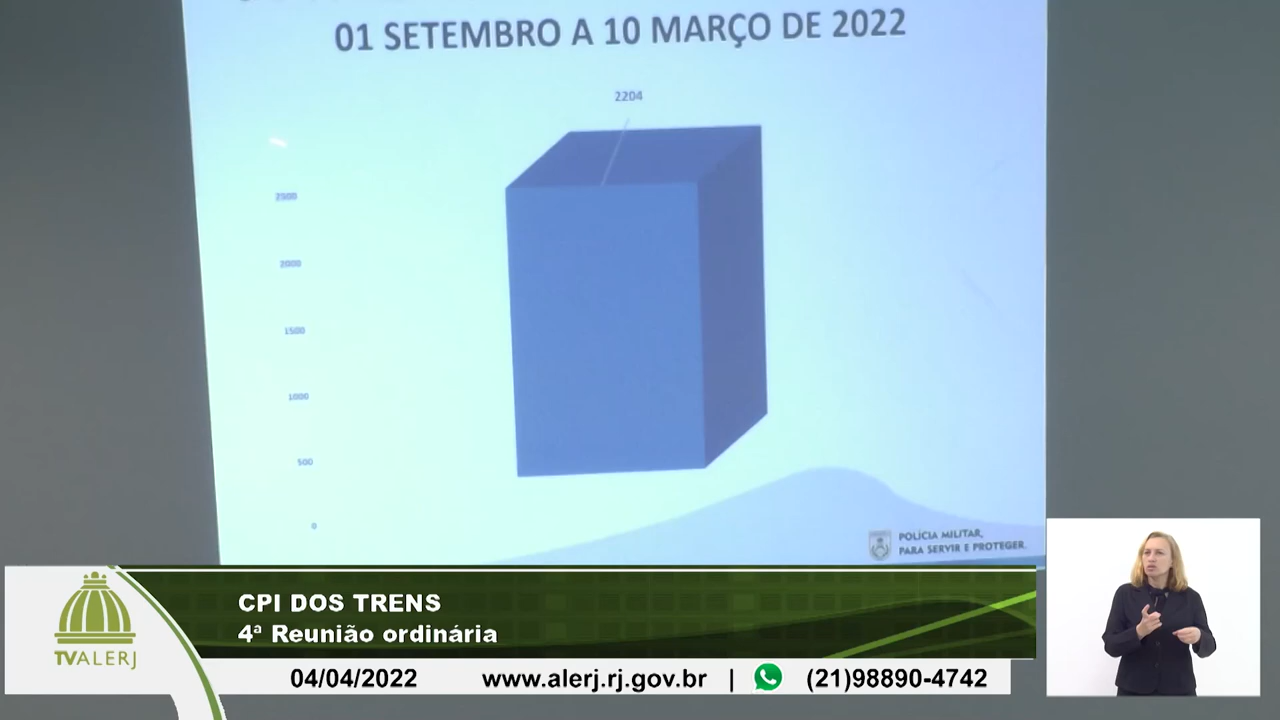 01 SETEMBRO A 10 MARÇO DE 2022
2204
2500
2000
1500
1000
500
0
POLÍCIA MILITAR,
PARA SERVIR E PROTEGER.
CPI DOS TRENS
4ª Reunião ordinária
TVALERJ
04/04/2022 www.alerj.rj.gov.br | (21)98890-4742